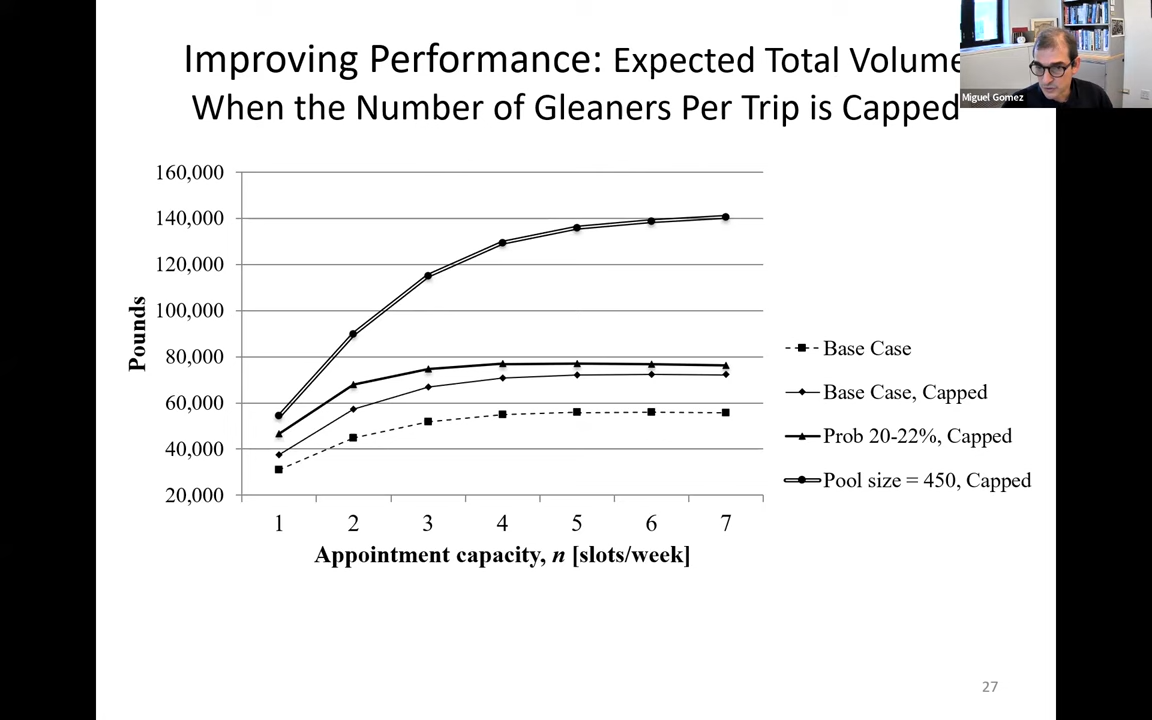 Improving Performance: Expected Total Volume
When the Number of Gleaners Per Trip is Capped
Miguel Gomez
160,000
140,000
120,000
100,000
80,000
60,000
40,000
20,000
Pounds
1 2 3 4 5 6 7
Appointment capacity, n [slots/week]
Base Case
Base Case, Capped
Prob 20-22%, Capped
Pool size = 450, Capped
27